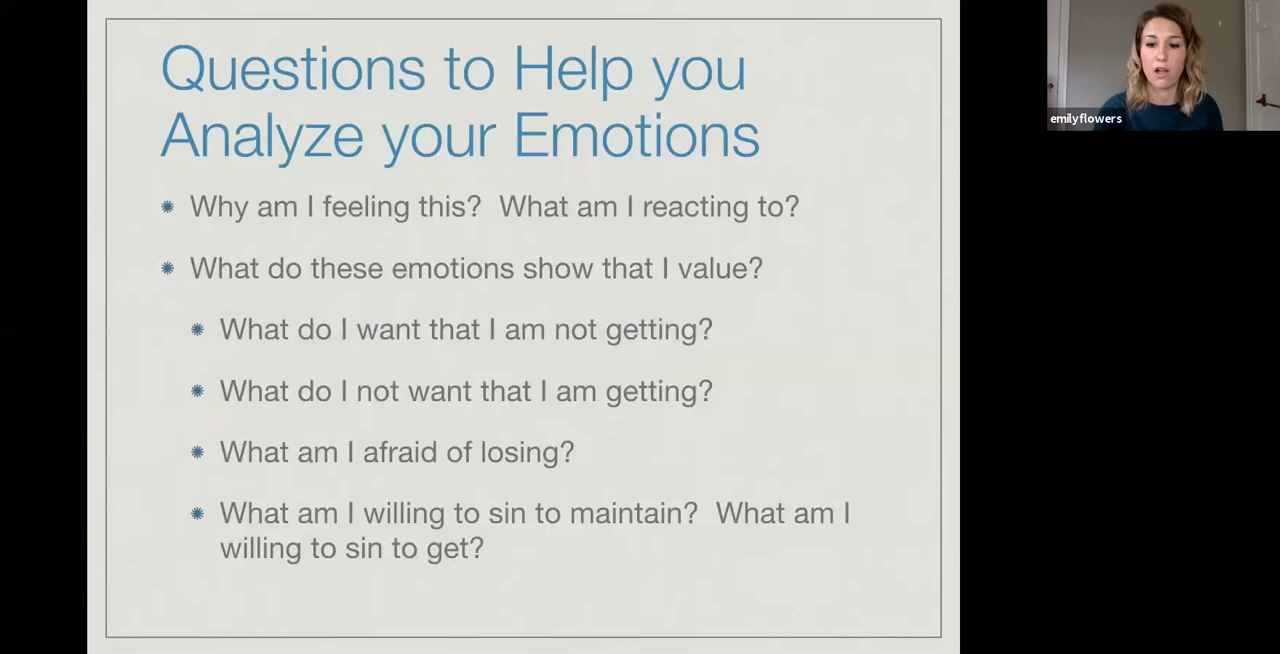 Questions to Help you
Analyze your Emotions
Why am I feeling this?  What am I reacting to?
What do these emotions show that I value?
What do I want that I am not getting?
What do I not want that I am getting?
What am I afraid of losing?
What am I willing to sin to maintain?  What am I
willing to sin to get?
emilyflowers